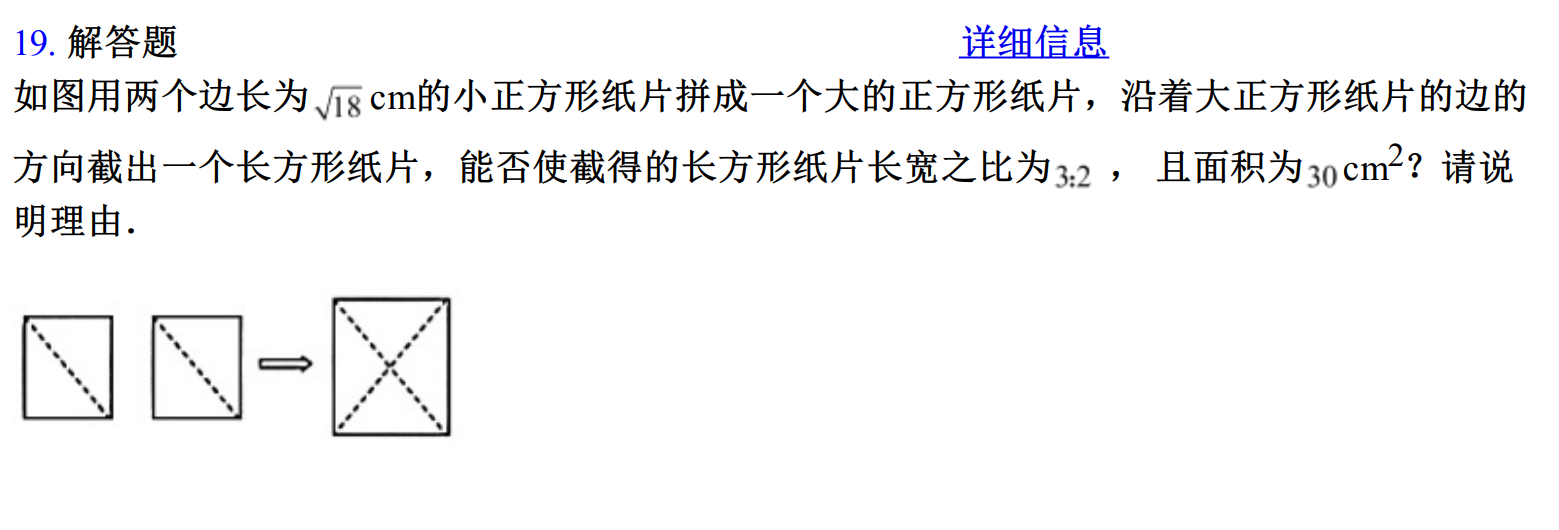 19. 解答题 详细信息
如图用两个边长为√18 cm的小正方形纸片拼成一个大的正方形纸片，沿着大正方形纸片的边的
方向截出一个长方形纸片，能否使截得的长方形纸片长宽之比为3:2 ， 且面积为30cm²？请说
明理由．